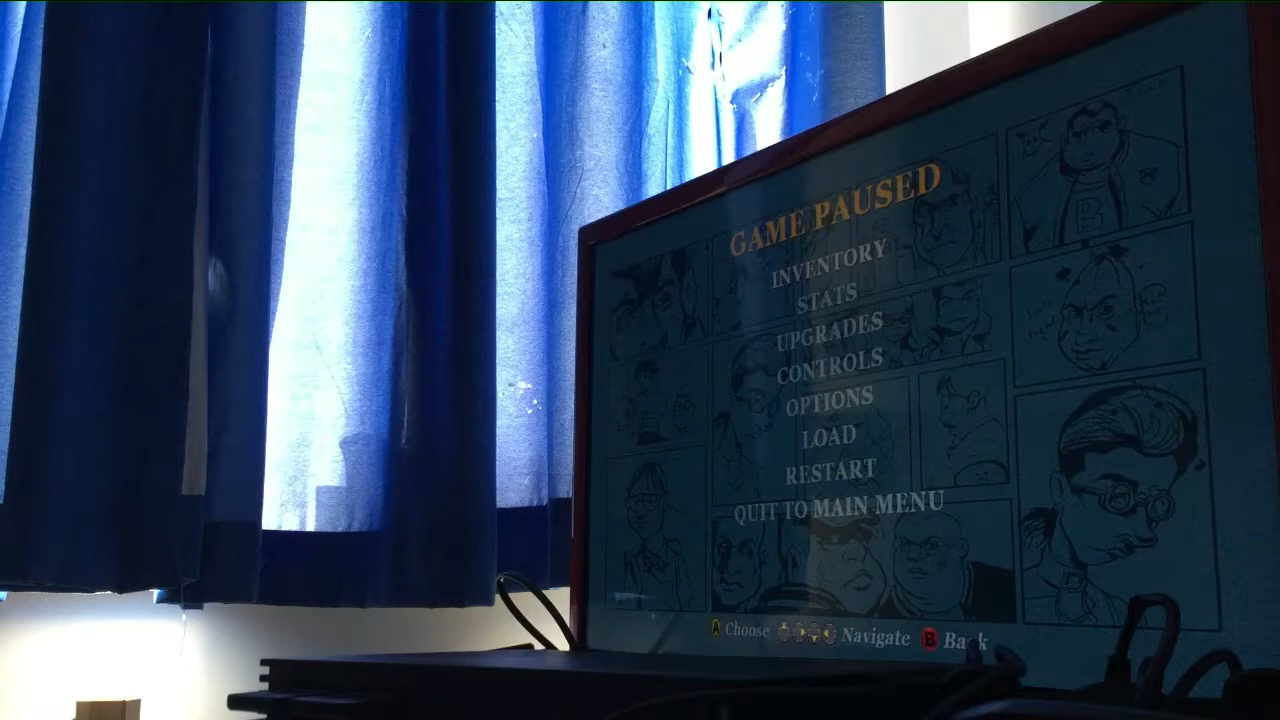 GAME PAUSED
INVENTORY
STATS
UPGRADES
CONTROLS
OPTIONS
LOAD
RESTART
QUIT TO MAIN MENU
A Choose Navigate B Back
B